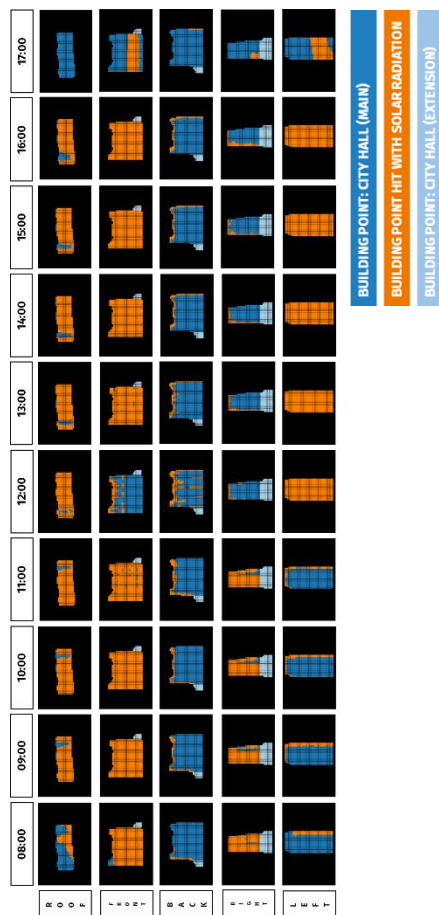 08:00 09:00 10:00 11:00 12:00 13:00 14:00 15:00 16:00 17:00
ROOF
FRONT
BACK
RIGHT
LEFT
BUILDING POINT: CITY HALL (MAIN)
BUILDING POINT HIT WITH SOLAR RADIATION
BUILDING POINT: CITY HALL (EXTENSION)